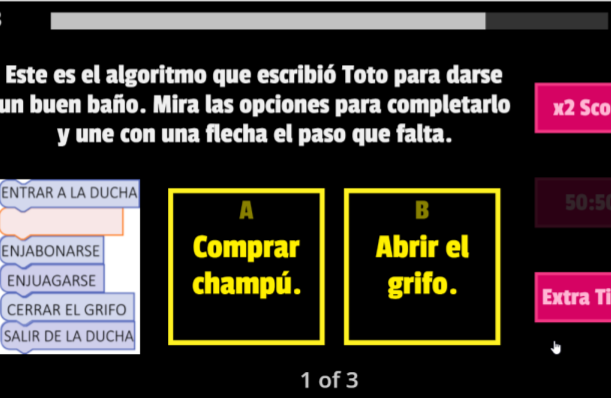 Este es el algoritmo que escribió Toto para darse
un buen baño. Mira las opciones para completarlo
y une con una flecha el paso que falta.
x2 Sco
50:50
Extra Ti
ENTRAR A LA DUCHA
ENJABONARSE
ENJUAGARSE
CERRAR EL GRIFO
SALIR DE LA DUCHA
A
Comprar
champú.
B
Abrir el
grifo.
1 of 3